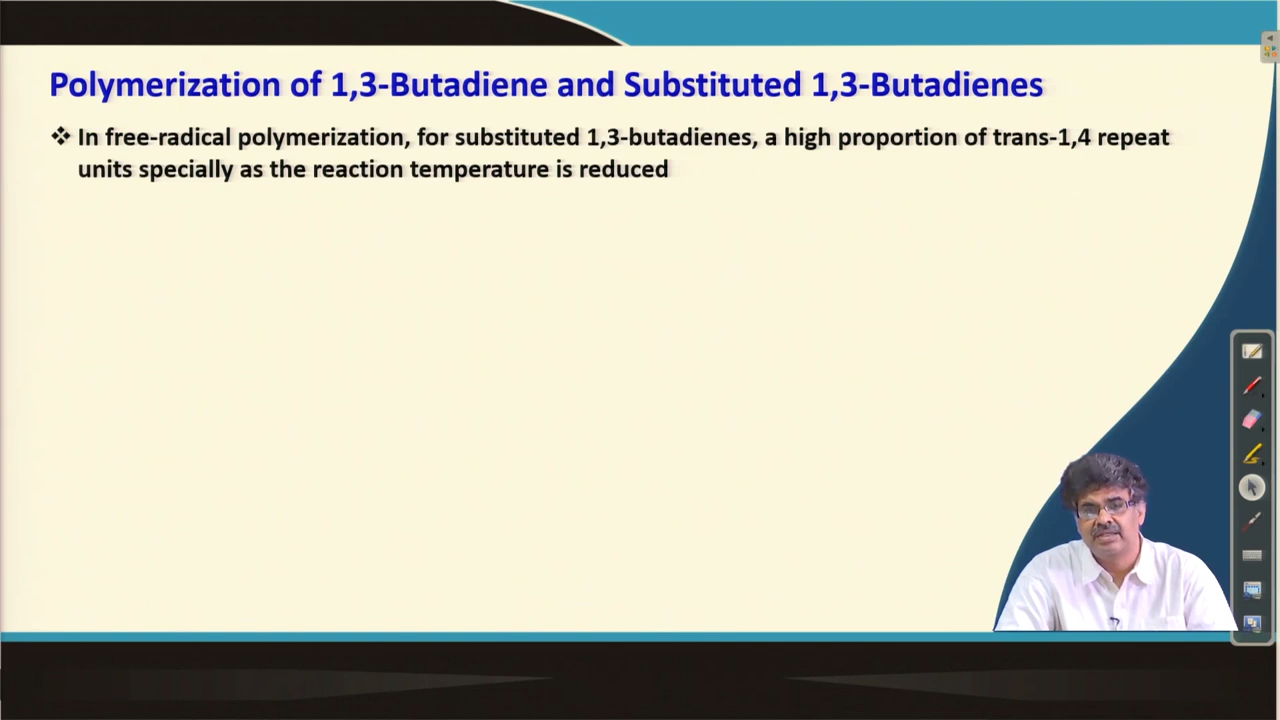 Polymerization of 1,3-Butadiene and Substituted 1,3-Butadienes
❖ In free-radical polymerization, for substituted 1,3-butadienes, a high proportion of trans-1,4 repeat
units specially as the reaction temperature is reduced